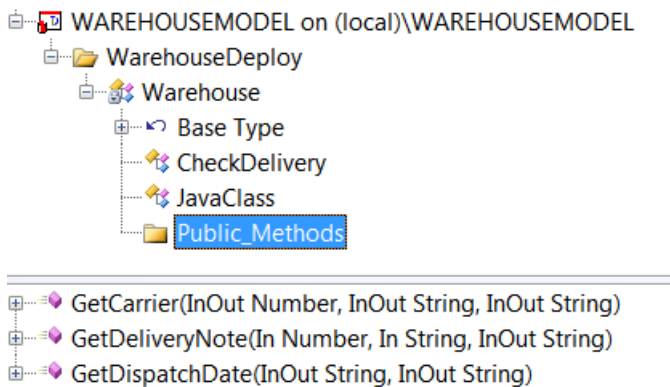 WAREHOUSEMODEL on (local)\WAREHOUSEMODEL
WarehouseDeploy
Warehouse
Base Type
CheckDelivery
JavaClass
Public_Methods
GetCarrier(InOut Number, InOut String, InOut String)
GetDeliveryNote(In Number, In String, InOut String)
GetDispatchDate(InOut String, InOut String)